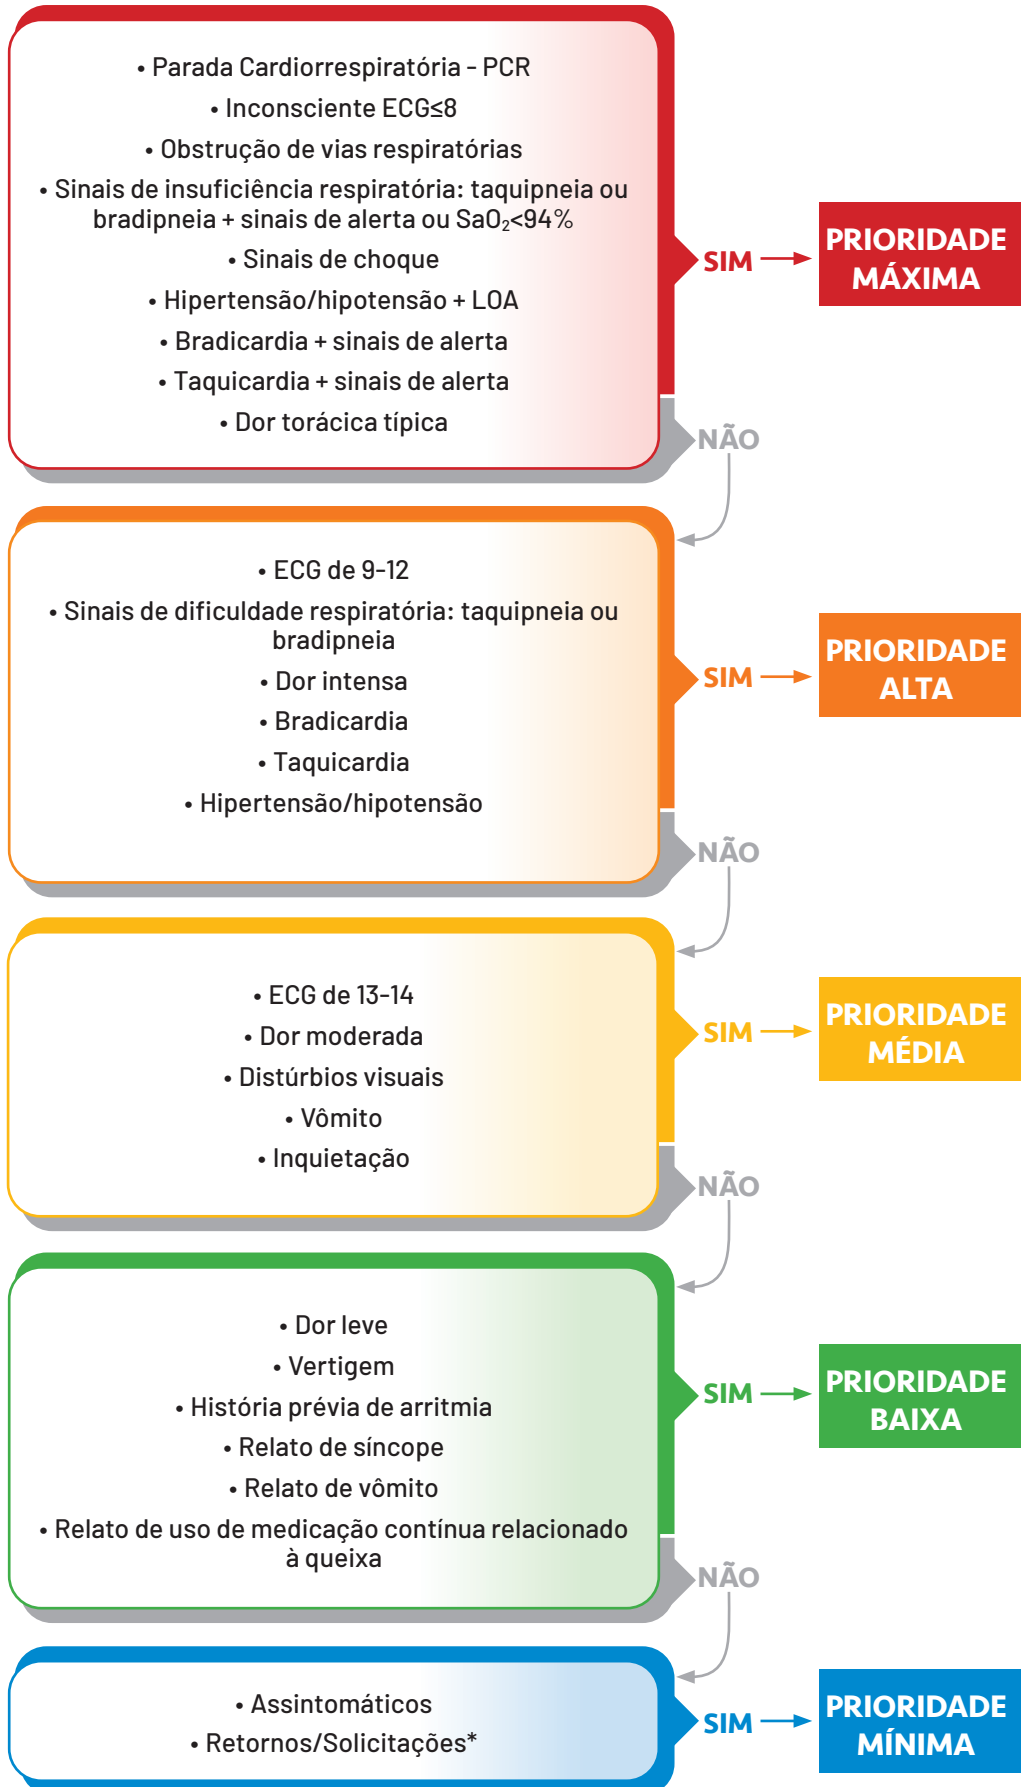 • Parada Cardiorrespiratória - PCR
• Inconsciente ECG≤8
• Obstrução de vias respiratórias
• Sinais de insuficiência respiratória: taquipneia ou
bradipneia + sinais de alerta ou SaO₂<94%
• Sinais de choque
• Hipertensão/hipotensão + LOA
• Bradicardia + sinais de alerta
• Taquicardia + sinais de alerta
• Dor torácica típica
SIM
PRIORIDADE
MÁXIMA
NÃO
• ECG de 9-12
• Sinais de dificuldade respiratória: taquipneia ou
bradipneia
• Dor intensa
• Bradicardia
• Taquicardia
• Hipertensão/hipotensão
SIM
PRIORIDADE
ALTA
NÃO
• ECG de 13-14
• Dor moderada
• Distúrbios visuais
• Vômito
• Inquietação
SIM
PRIORIDADE
MÉDIA
NÃO
• Dor leve
• Vertigem
• História prévia de arritmia
• Relato de síncope
• Relato de vômito
• Relato de uso de medicação contínua relacionado
à queixa
SIM
PRIORIDADE
BAIXA
NÃO
• Assintomáticos
• Retornos/Solicitações*
SIM
PRIORIDADE
MÍNIMA